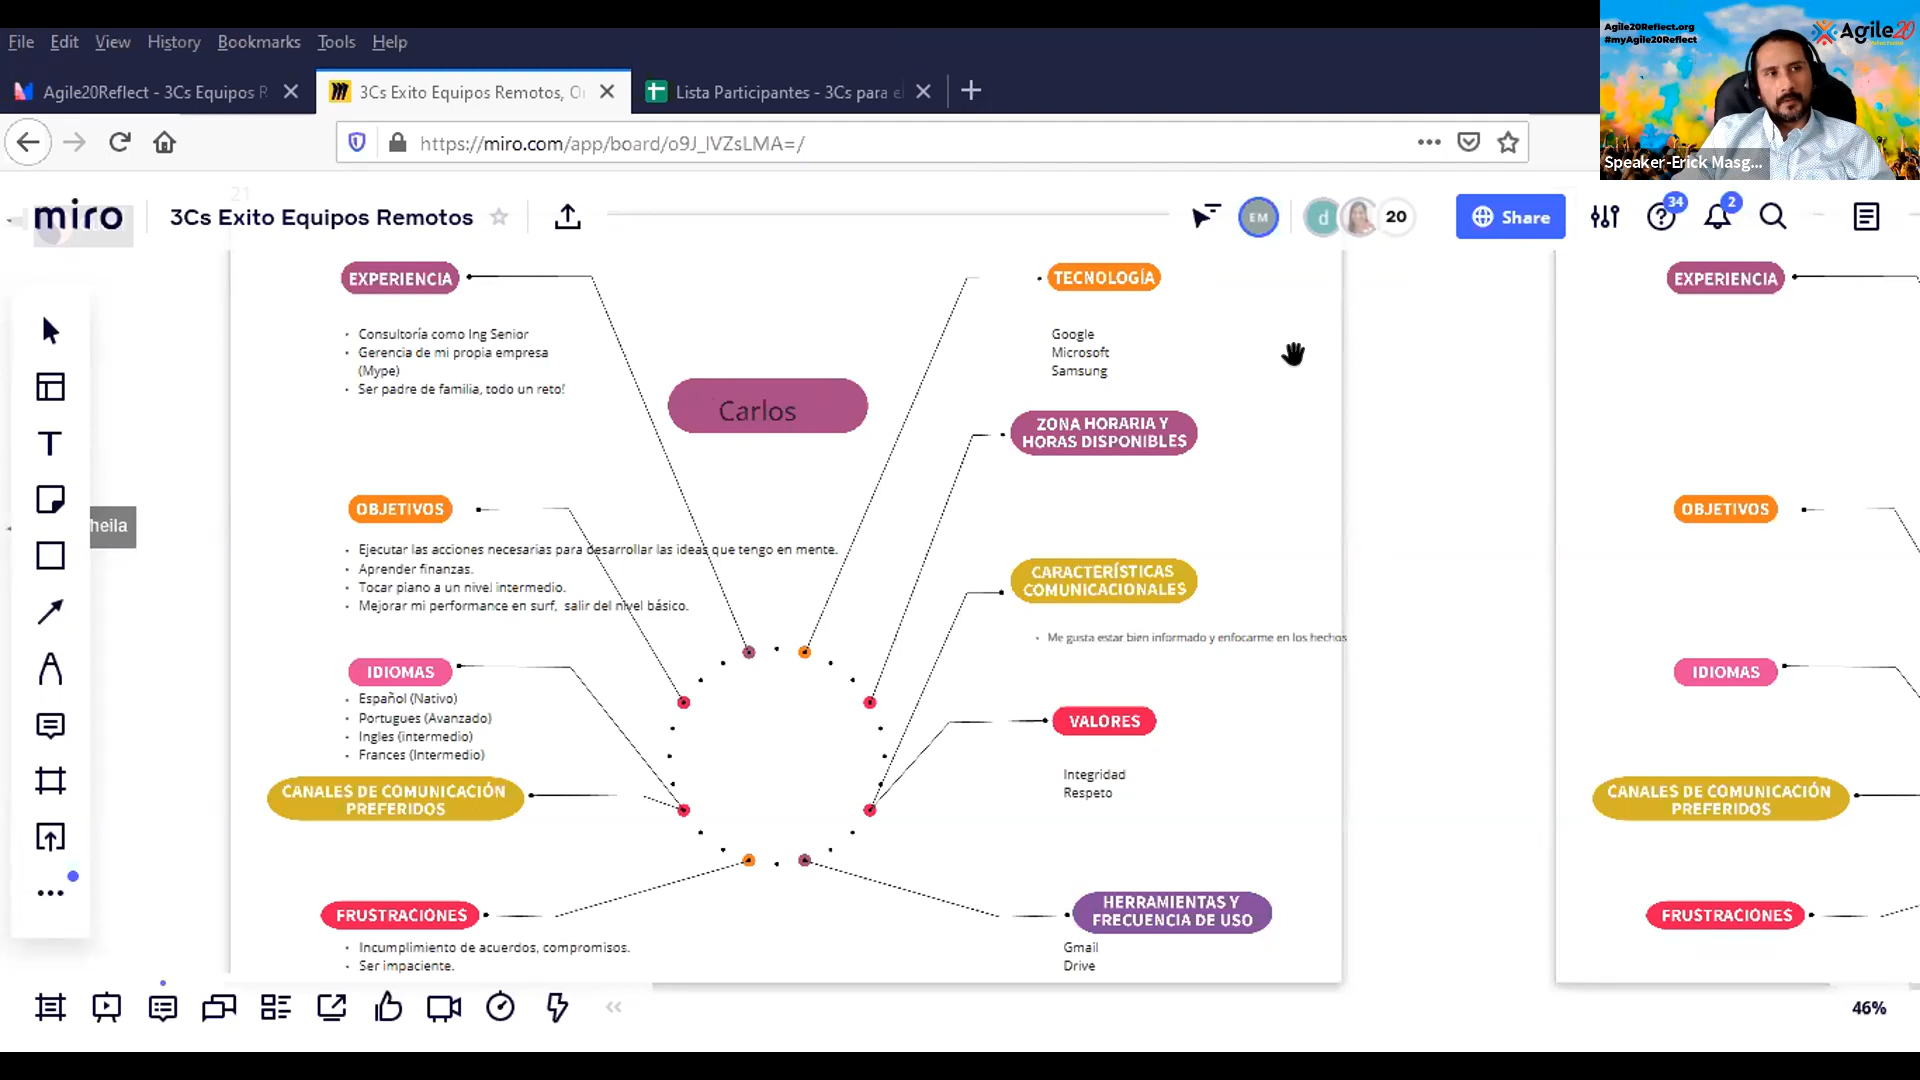 File Edit View History Bookmarks Tools Help
Agile20Reflect - 3Cs Equipos R
3Cs Exito Equipos Remotos, O
Lista Participantes - 3Cs para e
https://miro.com/app/board/o9J_lVZsLMA=/
Agile20Reflect.org
#myAgile20Reflect
Agile20
Speaker-Erick Masg...
21
miro
3Cs Exito Equipos Remotos
EM
d
20
Share
34
2
EXPERIENCIA
Consultoría como Ing Senior
Gerencia de mi propia empresa
(Mype)
Ser padre de familia, todo un reto!
Carlos
TECNOLOGÍA
Google
Microsoft
Samsung
ZONA HORARIA Y
HORAS DISPONIBLES
OBJETIVOS
Ejecutar las acciones necesarias para desarrollar las ideas que tengo en mente.
Aprender finanzas.
Tocar piano a un nivel intermedio.
Mejorar mi performance en surf, salir del nivel básico.
heila
CARACTERÍSTICAS
COMUNICACIONALES
Me gusta estar bien informado y enfocarme en los hechos
IDIOMAS
Español (Nativo)
Portugues (Avanzado)
Ingles (intermedio)
Frances (Intermedio)
VALORES
Integridad
Respeto
CANALES DE COMUNICACIÓN
PREFERIDOS
FRUSTRACIONES
Incumplimiento de acuerdos, compromisos.
Ser impaciente.
HERRAMIENTAS Y
FRECUENCIA DE USO
Gmail
Drive
EXPERIENCIA
OBJETIVOS
IDIOMAS
CANALES DE COMUNICACIÓN
PREFERIDOS
FRUSTRACIONES
46%